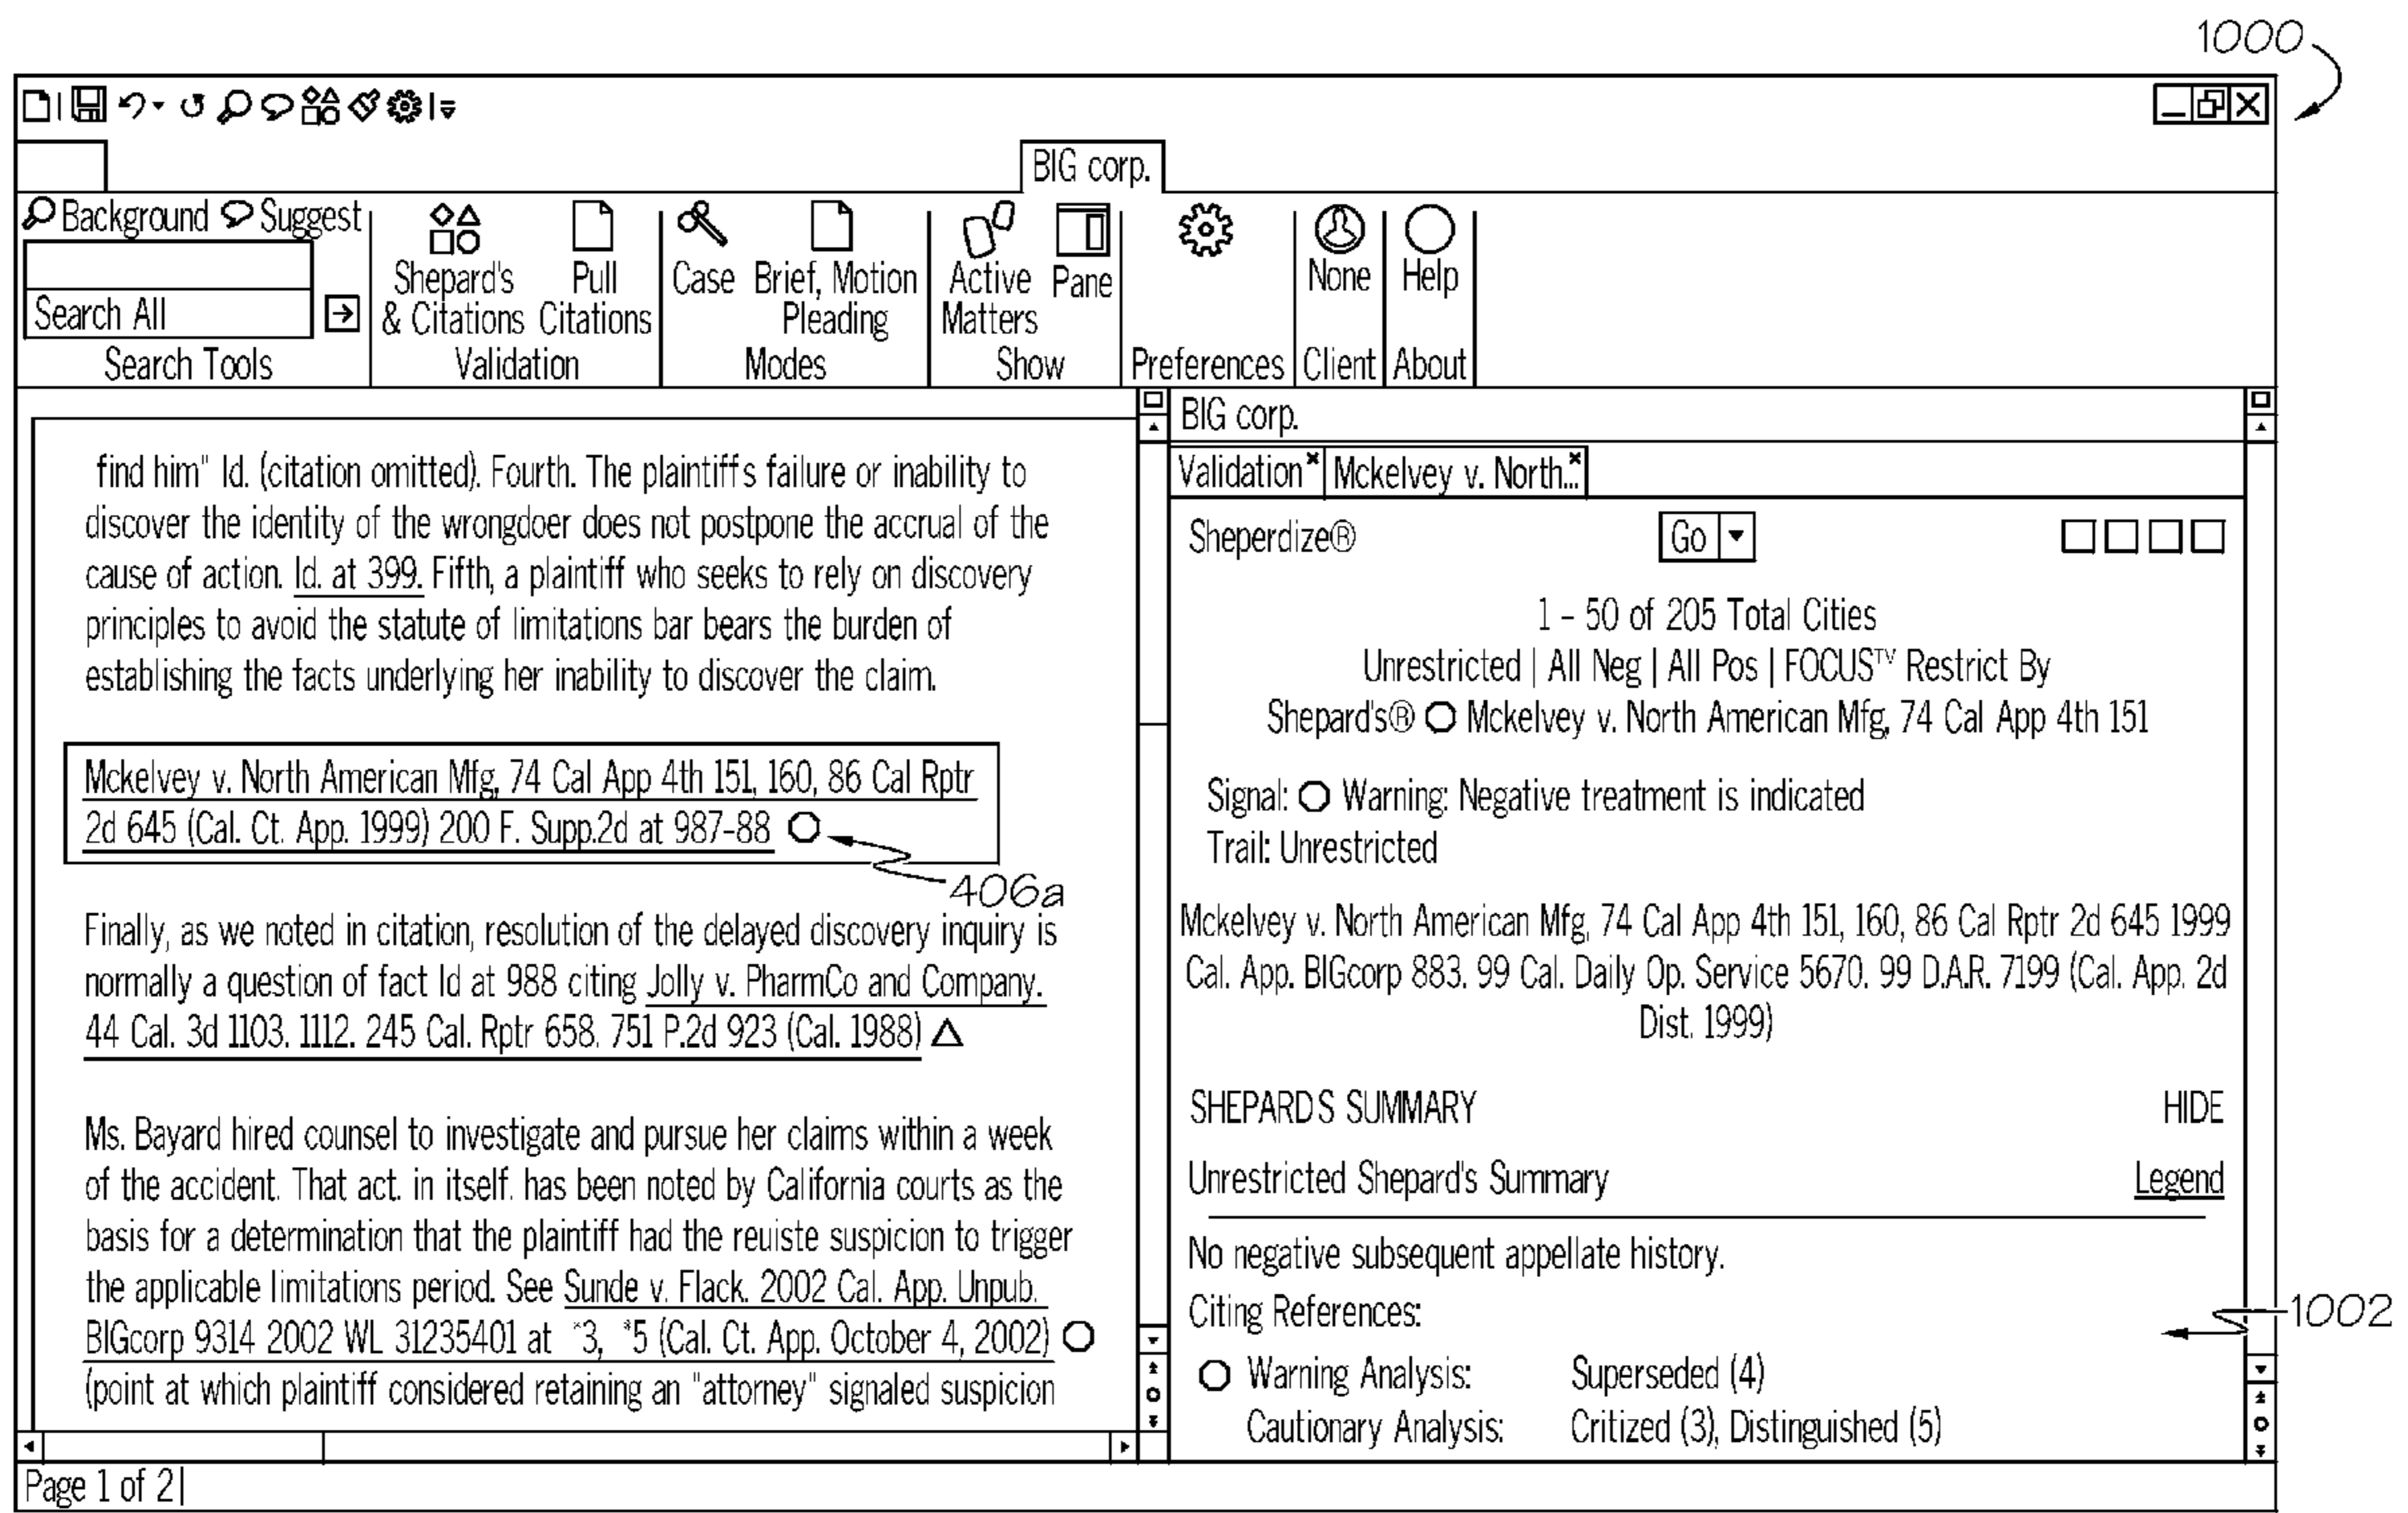 1000
BIG corp.
Background Suggest
Search All
Search Tools
Shepard's
& Citations
Pull
Citations
Validation
Case
Brief, Motion
Pleading
Modes
Active
Matters
Pane
Show
Preferences
None
Client
Help
About
find him" Id. (citation omitted). Fourth. The plaintiff's failure or inability to
discover the identity of the wrongdoer does not postpone the accrual of the
cause of action. Id. at 399. Fifth, a plaintiff who seeks to rely on discovery
principles to avoid the statute of limitations bar bears the burden of
establishing the facts underlying her inability to discover the claim.
Mckelvey v. North American Mfg, 74 Cal App 4th 151, 160, 86 Cal Rptr
2d 645 (Cal. Ct. App. 1999) 200 F. Supp.2d at 987-88
406a
Finally, as we noted in citation, resolution of the delayed discovery inquiry is
normally a question of fact Id at 988 citing Jolly v. PharmCo and Company.
44 Cal. 3d 1103. 1112. 245 Cal. Rptr 658. 751 P.2d 923 (Cal. 1988)
Ms. Bayard hired counsel to investigate and pursue her claims within a week
of the accident. That act. in itself. has been noted by California courts as the
basis for a determination that the plaintiff had the reuiste suspicion to trigger
the applicable limitations period. See Sunde v. Flack. 2002 Cal. App. Unpub.
BIGcorp 9314 2002 WL 31235401 at *3, *5 (Cal. Ct. App. October 4, 2002)
(point at which plaintiff considered retaining an "attorney" signaled suspicion
Page 1 of 2
BIG corp.
Validation Mckelvey v. North...
Sheperdize® Go
1 – 50 of 205 Total Cities
Unrestricted | All Neg | All Pos | FOCUS™ Restrict By
Shepard's® Mckelvey v. North American Mfg, 74 Cal App 4th 151
Signal: Warning: Negative treatment is indicated
Trail: Unrestricted
Mckelvey v. North American Mfg, 74 Cal App 4th 151, 160, 86 Cal Rptr 2d 645 1999
Cal. App. BIGcorp 883. 99 Cal. Daily Op. Service 5670. 99 D.A.R. 7199 (Cal. App. 2d
Dist. 1999)
SHEPARD'S SUMMARY HIDE
Unrestricted Shepard's Summary Legend
No negative subsequent appellate history.
Citing References:
1002
Warning Analysis: Superseded (4)
Cautionary Analysis: Critized (3), Distinguished (5)